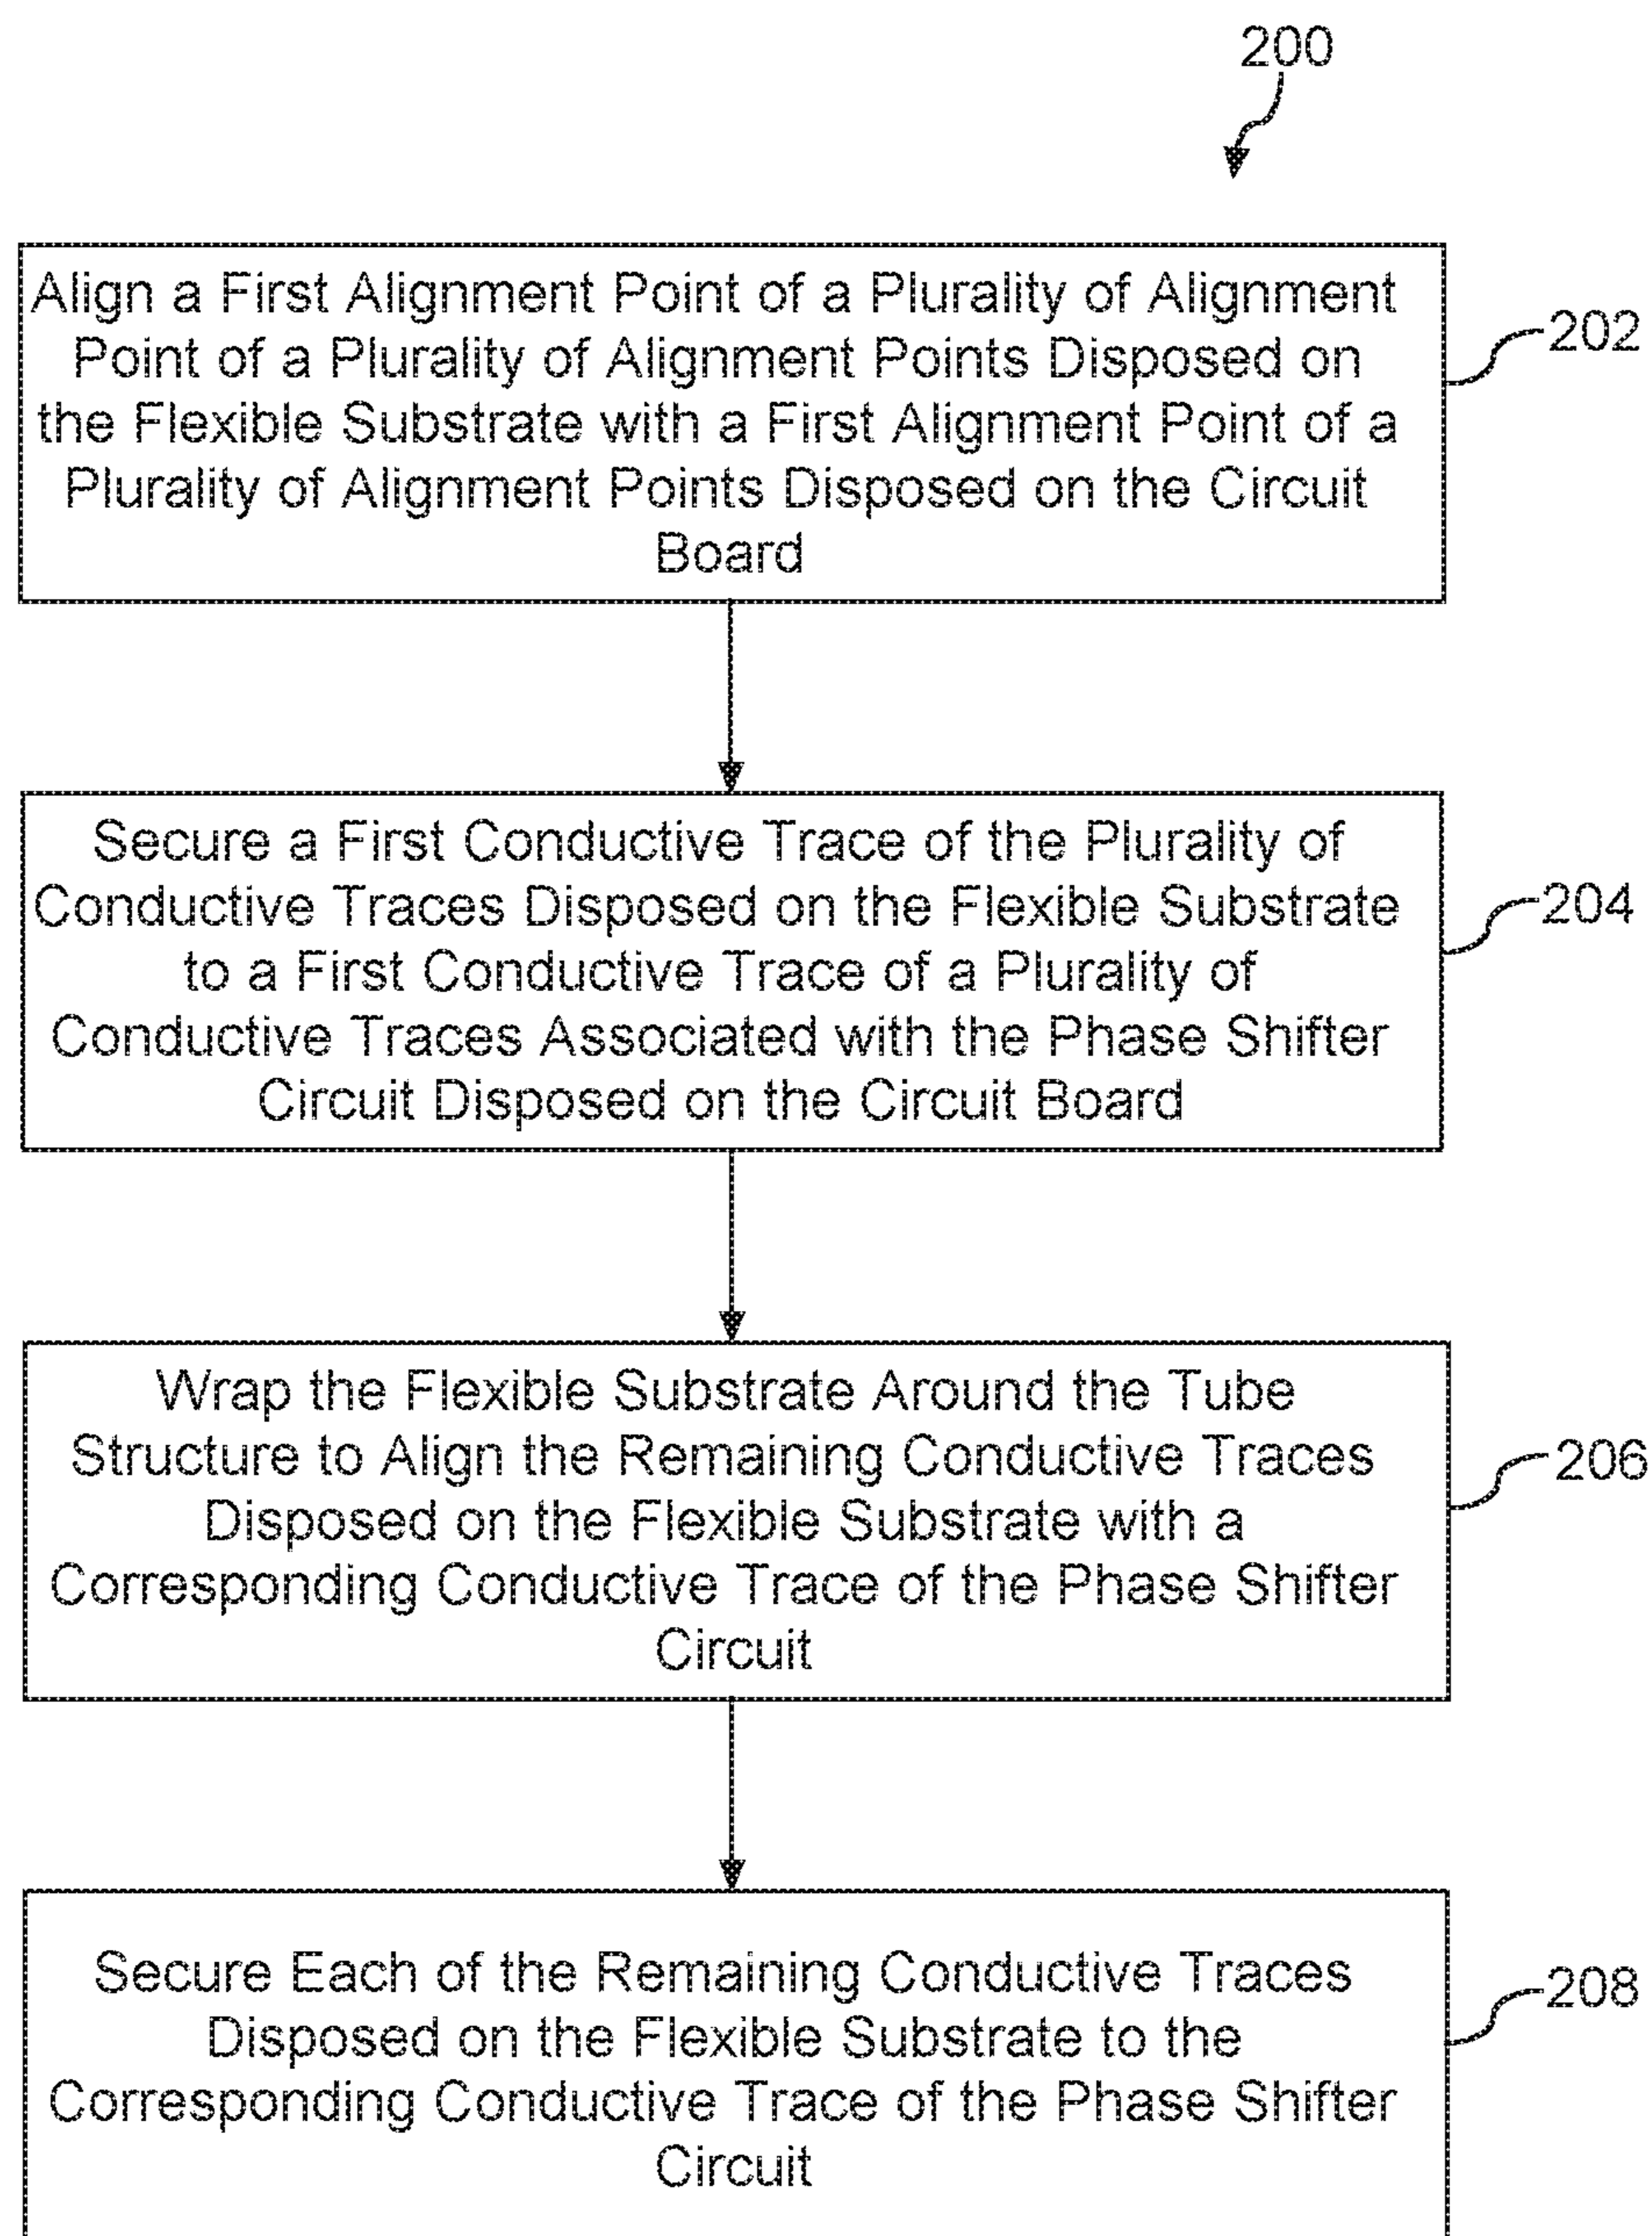 200
Align a First Alignment Point of a Plurality of Alignment
Point of a Plurality of Alignment Points Disposed on
the Flexible Substrate with a First Alignment Point of a
Plurality of Alignment Points Disposed on the Circuit
Board
202
Secure a First Conductive Trace of the Plurality of
Conductive Traces Disposed on the Flexible Substrate
to a First Conductive Trace of a Plurality of
Conductive Traces Associated with the Phase Shifter
Circuit Disposed on the Circuit Board
204
Wrap the Flexible Substrate Around the Tube
Structure to Align the Remaining Conductive Traces
Disposed on the Flexible Substrate with a
Corresponding Conductive Trace of the Phase Shifter
Circuit
206
Secure Each of the Remaining Conductive Traces
Disposed on the Flexible Substrate to the
Corresponding Conductive Trace of the Phase Shifter
Circuit
208